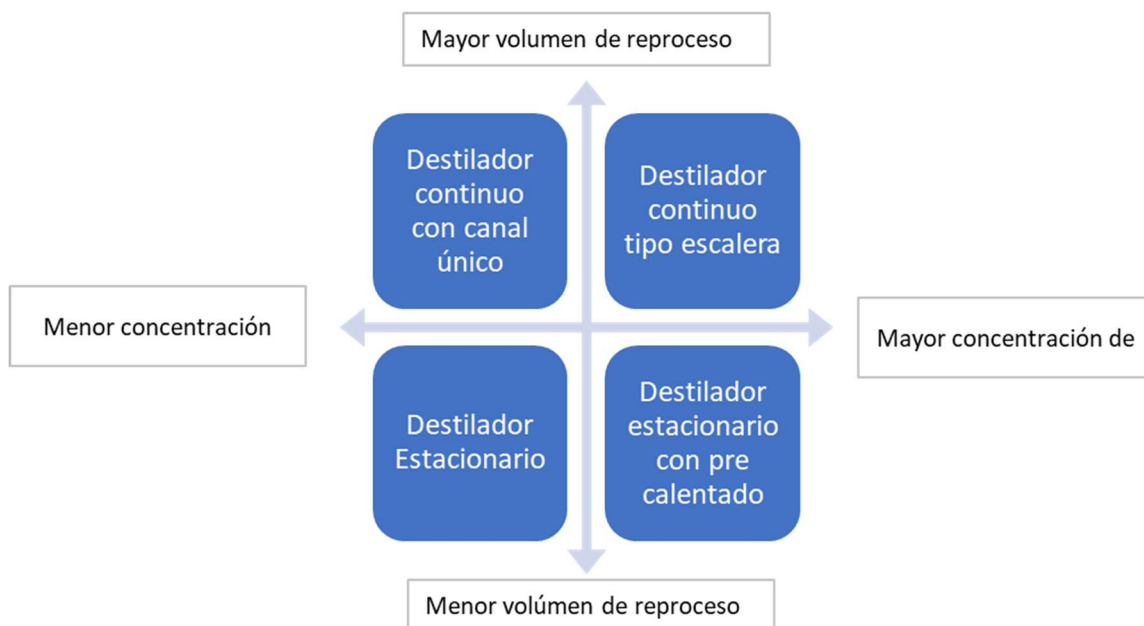 Mayor volumen de reproceso
Destilador
continuo
con canal
único
Destilador
continuo
tipo escalera
Menor concentración
Mayor concentración de
Destilador
Estacionario
Destilador
estacionario
con pre
calentado
Menor volúmen de reproceso